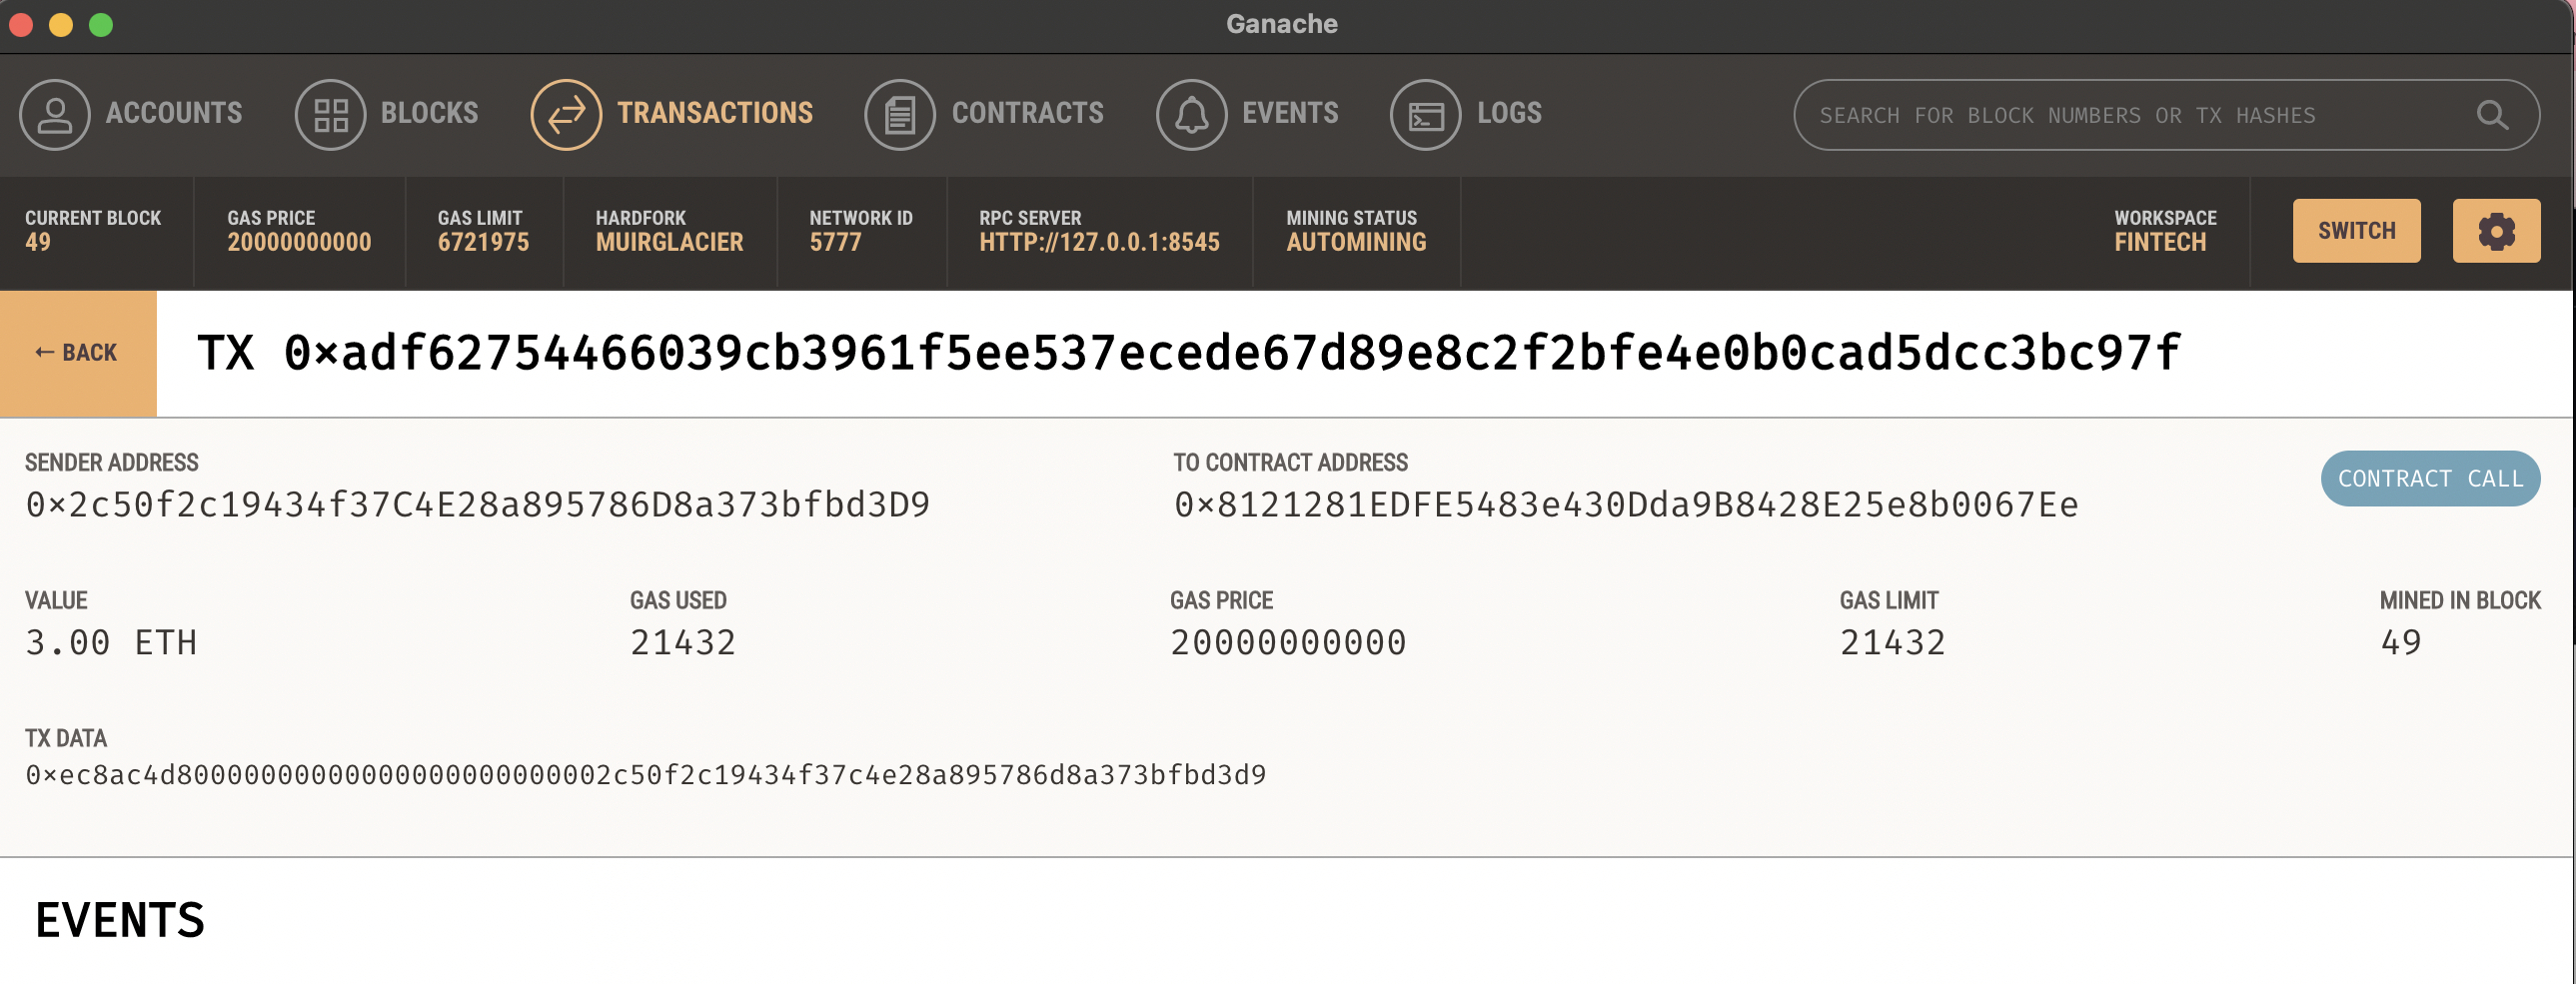 Ganache
ACCOUNTS BLOCKS TRANSACTIONS CONTRACTS EVENTS LOGS SEARCH FOR BLOCK NUMBERS OR TX HASHES
CURRENT BLOCK GAS PRICE GAS LIMIT HARDFORK NETWORK ID RPC SERVER MINING STATUS WORKSPACE
49 20000000000 6721975 MUIRGLACIER 5777 HTTP://127.0.0.1:8545 AUTOMINING FINTECH SWITCH
← BACK TX 0×adf62754466039cb3961f5ee537ecede67d89e8c2f2bfe4e0b0cad5dcc3bc97f
SENDER ADDRESS TO CONTRACT ADDRESS
0×2c50f2c19434f37C4E28a895786D8a373bfbd3D9 0×8121281EDFE5483e430Dda9B8428E25e8b0067Ee CONTRACT CALL
VALUE GAS USED GAS PRICE GAS LIMIT MINED IN BLOCK
3.00 ETH 21432 20000000000 21432 49
TX DATA
0×ec8ac4d80000000000000000000000002c50f2c19434f37c4e28a895786d8a373bfbd3d9
EVENTS